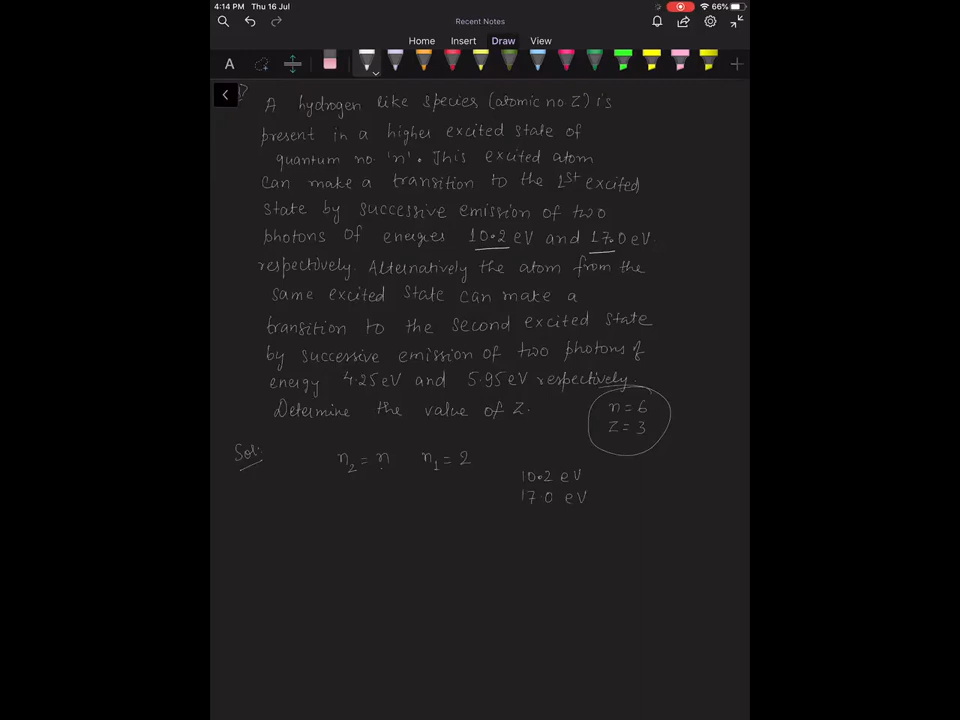 4:14 PM Thu 16 Jul
66%
Recent Notes
Home Insert Draw View
A hydrogen like species (atomic no. Z) is
present in a higher excited state of
quantum no. 'n'. This excited atom
can make a transition to the 1st excited
state by successive emission of two
photons of energies 10.2 eV and 17.0 eV
respectively. Alternatively the atom from the
same excited state can make a
transition to the second excited state
by successive emission of two photons of
energy 4.25 eV and 5.95 eV respectively.
Determine the value of Z.
n = 6
Z = 3
Sol:
n2 = n n1 = 2
10.2 eV
17.0 eV